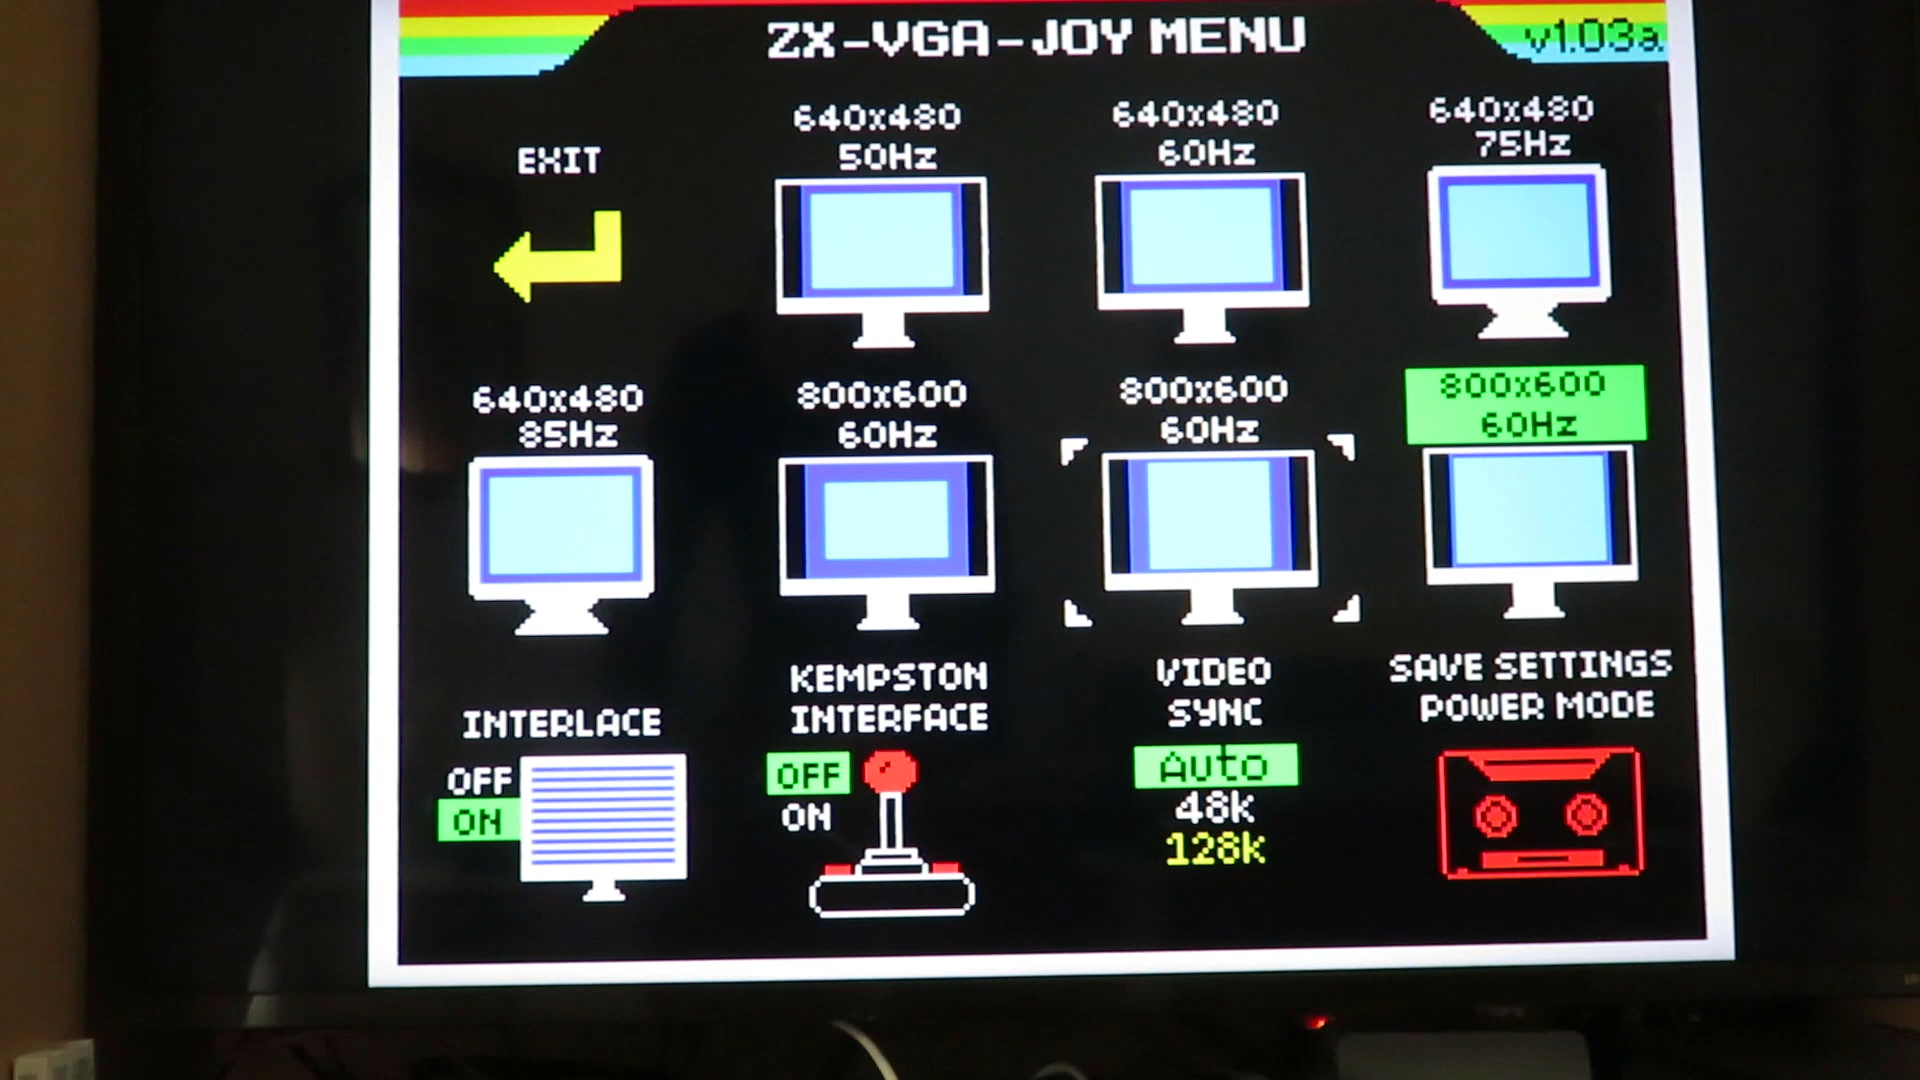 ZX-VGA-JOY MENU
v1.03a
EXIT
640x480
50Hz
640x480
60Hz
640x480
75Hz
640x480
85Hz
800x600
60Hz
800x600
60Hz
800x600
60Hz
INTERLACE
OFF
ON
KEMPSTON
INTERFACE
OFF
ON
VIDEO
SYNC
Auto
48k
128k
SAVE SETTINGS
POWER MODE